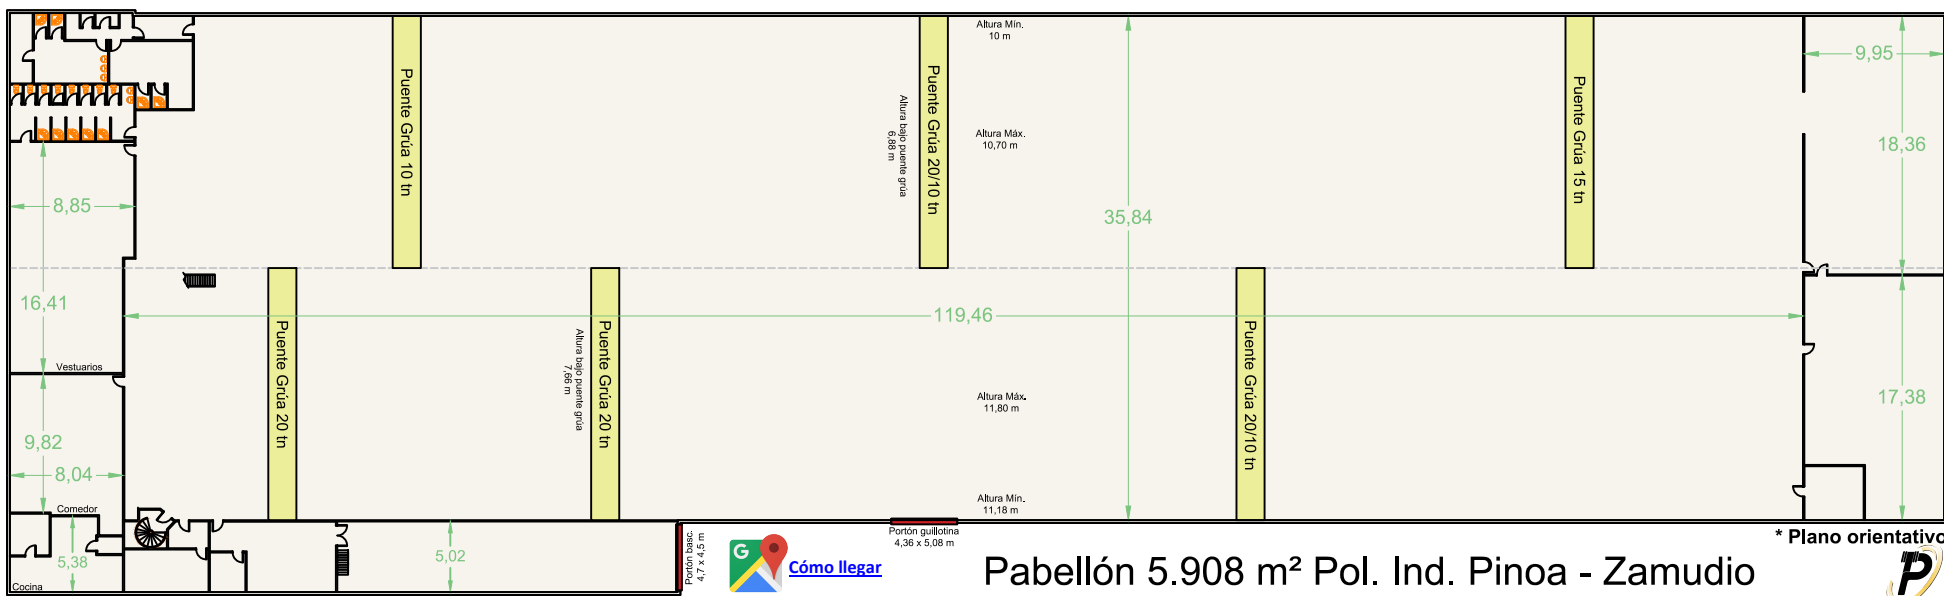 Altura Mín.
10 m
9,95
Puente Grúa 10 tn
Puente Grúa 20/10 tn
Altura bajo puente grúa
6,88 m
Altura Máx.
10,70 m
Puente Grúa 15 tn
18,36
8,85
35,84
16,41
119,46
Vestuarios
Puente Grúa 20 tn
Altura bajo puente grúa
7,66 m
Puente Grúa 20 tn
Altura Máx.
11,80 m
Puente Grúa 20/10 tn
17,38
9,82
8,04
Comedor
Altura Mín.
11,18 m
5,38
5,02
Cocina
Portón basc.
4,7 x 4,5 m
Portón guillotina
4,36 x 5,08 m
* Plano orientativo
G
Cómo llegar
Pabellón 5.908 m² Pol. Ind. Pinoa - Zamudio
P